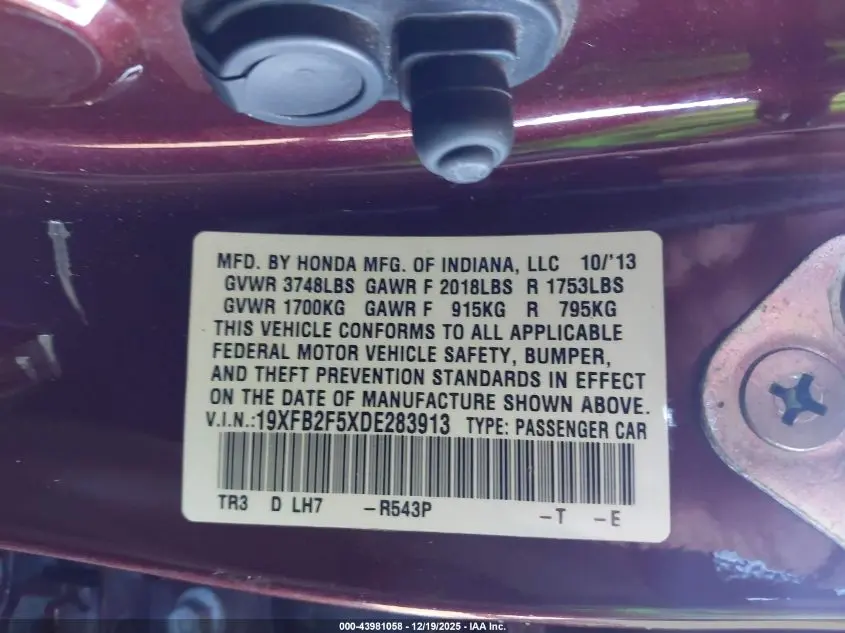 MFD. BY HONDA MFG. OF INDIANA, LLC 10/'13
GVWR 3748LBS GAWR F 2018LBS R 1753LBS
GVWR 1700KG GAWR F 915KG R 795KG
THIS VEHICLE CONFORMS TO ALL APPLICABLE
FEDERAL MOTOR VEHICLE SAFETY, BUMPER,
AND THEFT PREVENTION STANDARDS IN EFFECT
ON THE DATE OF MANUFACTURE SHOWN ABOVE.
V.I.N.:19XFB2F5XDE283913 TYPE: PASSENGER CAR
TR3 D LH7 -R543P -T -E
000-43981058 - 12/19/2025 - IAA Inc.